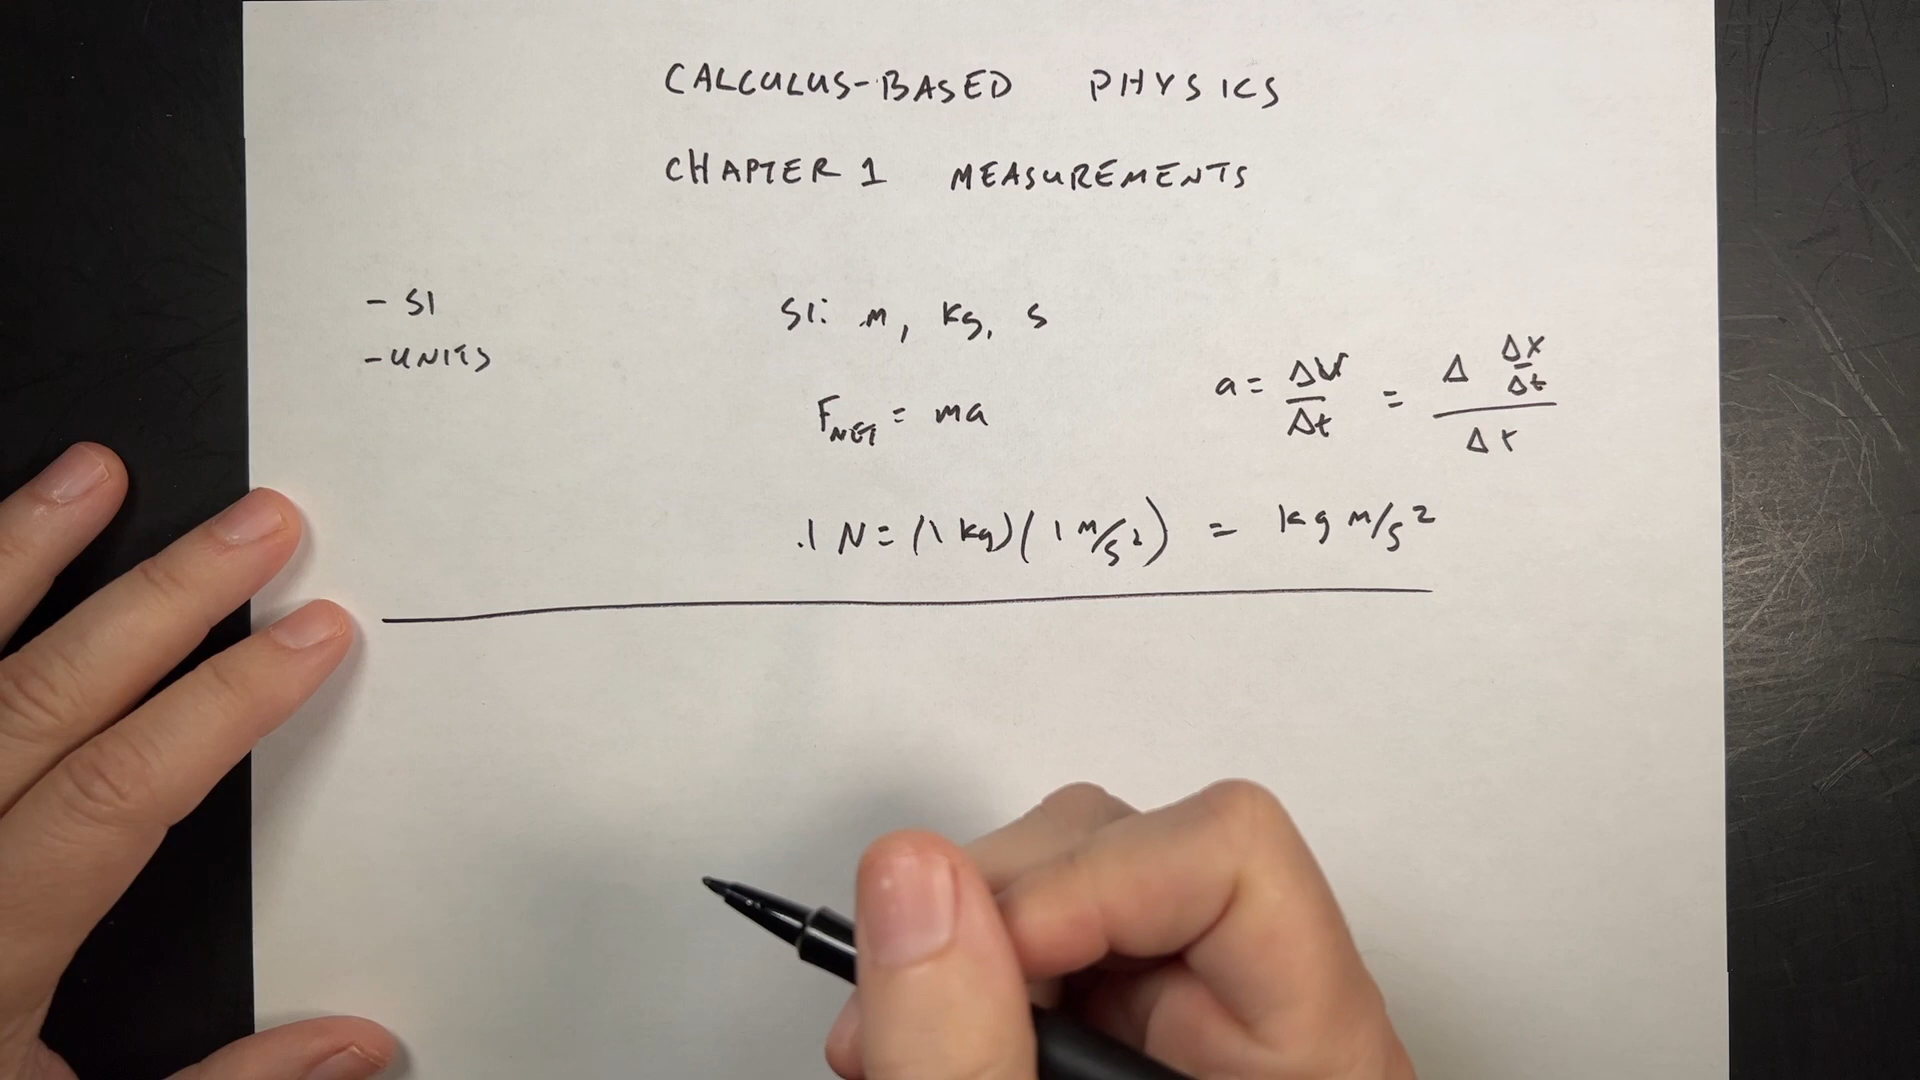 CALCULUS-BASED PHYSICS
CHAPTER 1 MEASUREMENTS
- SI
- UNITS
SI: m, kg, s
F_NET = ma
a = Δv/Δt = Δ Δx/Δt / Δt
.1 N = (1 kg)(1 m/s²) = kg m/s²